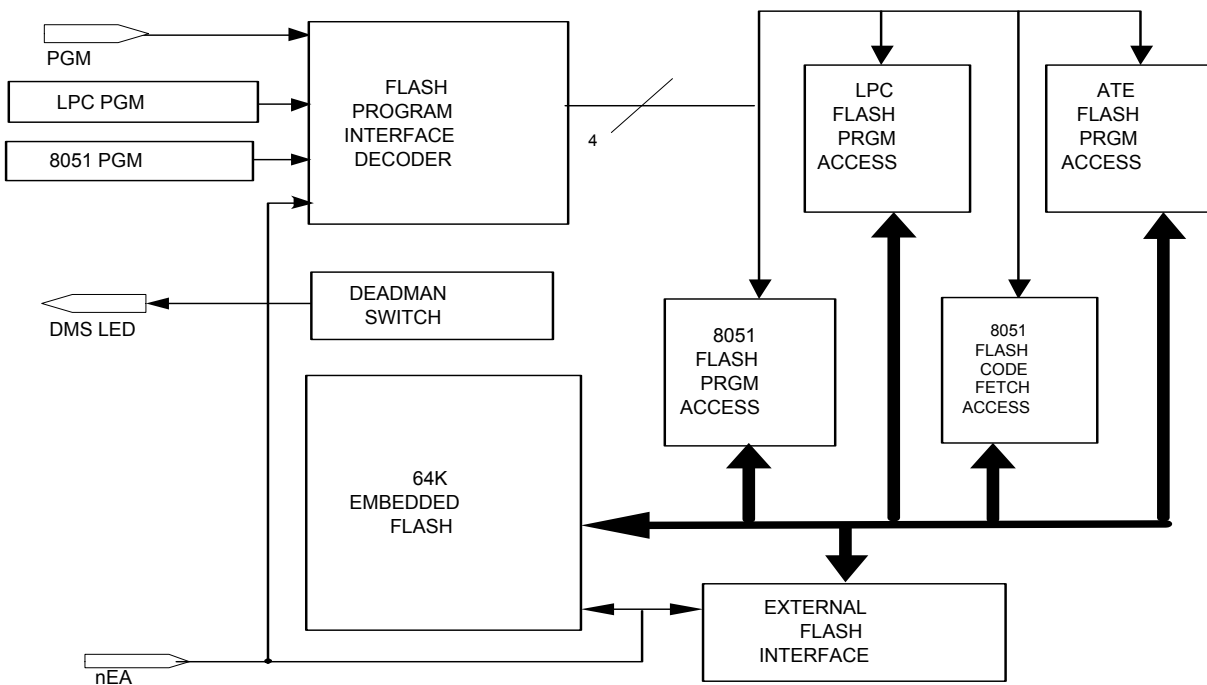 PGM
LPC PGM
8051 PGM
FLASH
PROGRAM
INTERFACE
DECODER
4
LPC
FLASH
PRGM
ACCESS
ATE
FLASH
PRGM
ACCESS
DMS LED
DEADMAN
SWITCH
8051
FLASH
PRGM
ACCESS
8051
FLASH
CODE
FETCH
ACCESS
64K
EMBEDDED
FLASH
EXTERNAL
FLASH
INTERFACE
nEA